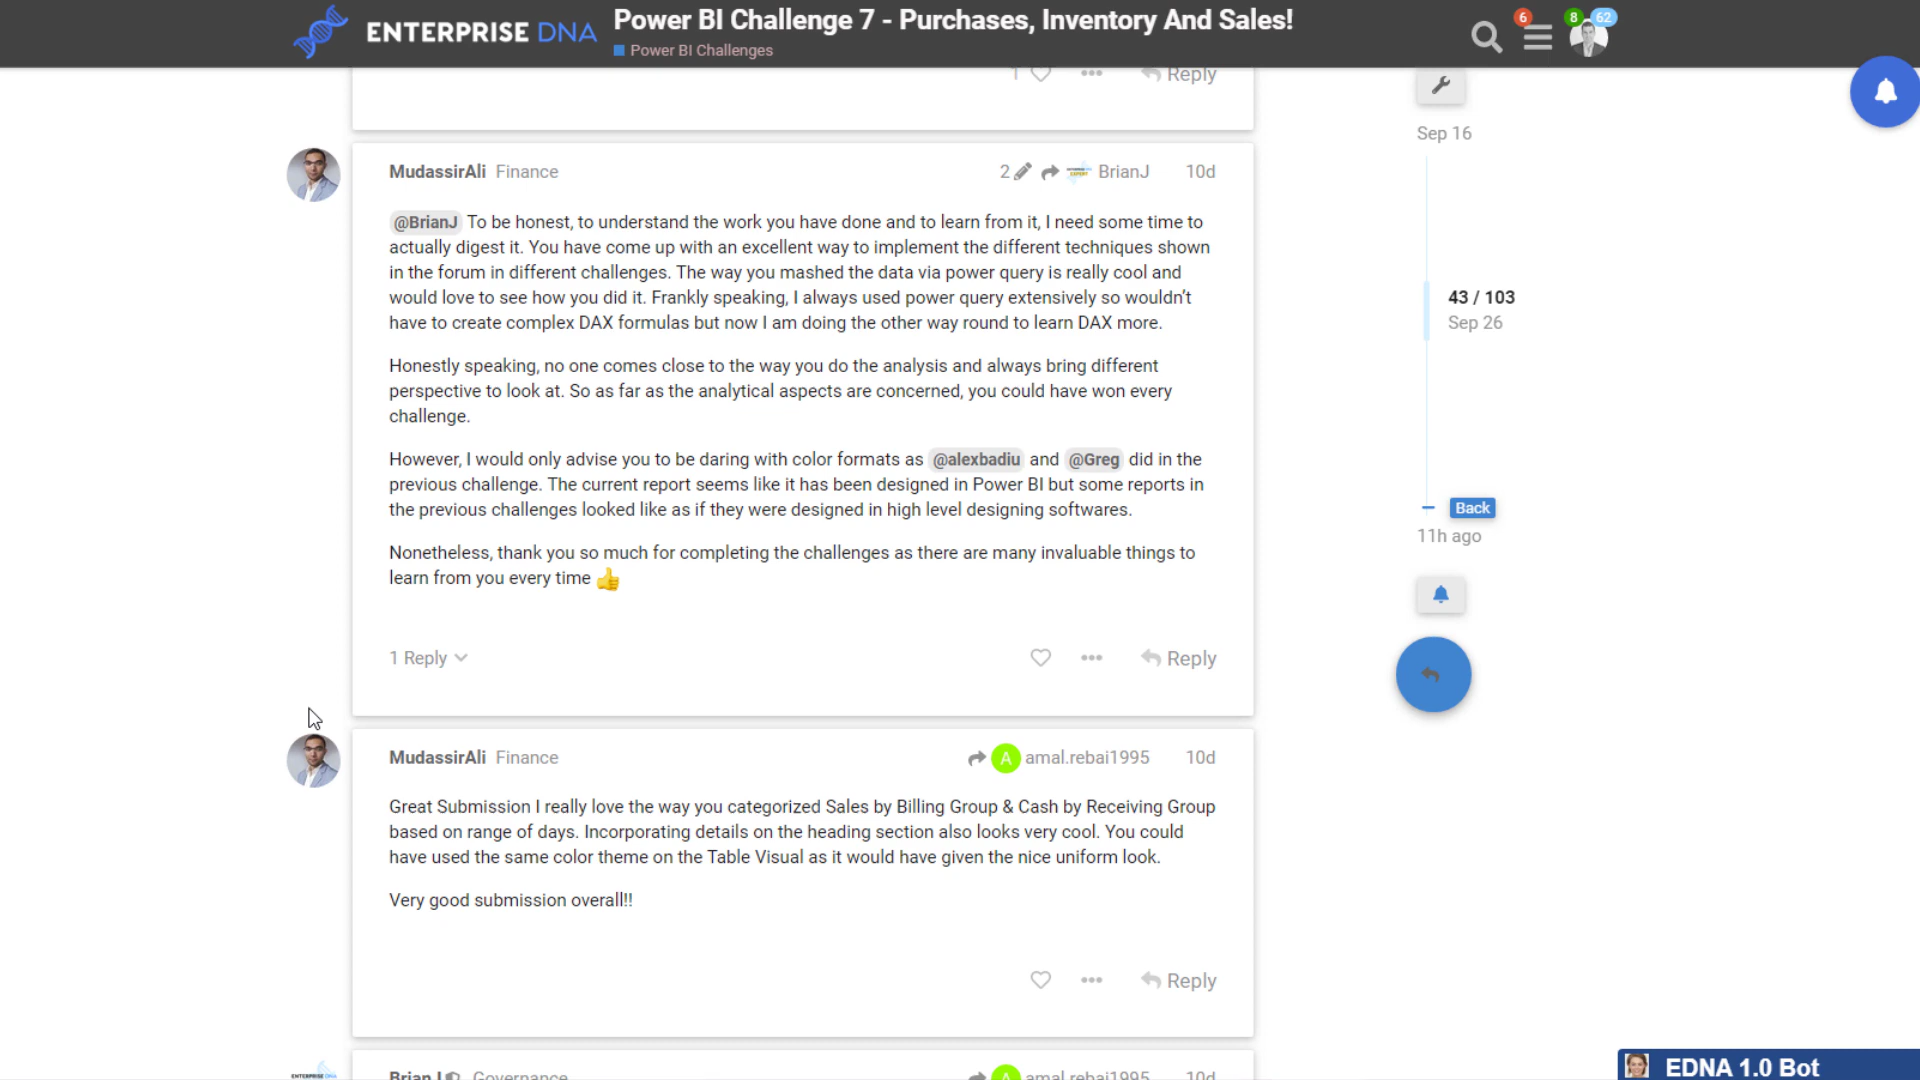 ENTERPRISE DNA
Power BI Challenge 7 - Purchases, Inventory And Sales!
Power BI Challenges
6
8
62
1
Reply
MudassirAli Finance
2
BrianJ
10d
@BrianJ To be honest, to understand the work you have done and to learn from it, I need some time to
actually digest it. You have come up with an excellent way to implement the different techniques shown
in the forum in different challenges. The way you mashed the data via power query is really cool and
would love to see how you did it. Frankly speaking, I always used power query extensively so wouldn't
have to create complex DAX formulas but now I am doing the other way round to learn DAX more.
Honestly speaking, no one comes close to the way you do the analysis and always bring different
perspective to look at. So as far as the analytical aspects are concerned, you could have won every
challenge.
However, I would only advise you to be daring with color formats as @alexbadiu and @Greg did in the
previous challenge. The current report seems like it has been designed in Power BI but some reports in
the previous challenges looked like as if they were designed in high level designing softwares.
Nonetheless, thank you so much for completing the challenges as there are many invaluable things to
learn from you every time
1 Reply
Reply
MudassirAli Finance
A amal.rebai1995
10d
Great Submission I really love the way you categorized Sales by Billing Group & Cash by Receiving Group
based on range of days. Incorporating details on the heading section also looks very cool. You could
have used the same color theme on the Table Visual as it would have given the nice uniform look.
Very good submission overall!!
Reply
ENTERPRISE DNA
BrianJ Governance
A amal.rebai1995
10d
Sep 16
43 / 103
Sep 26
Back
11h ago
EDNA 1.0 Bot